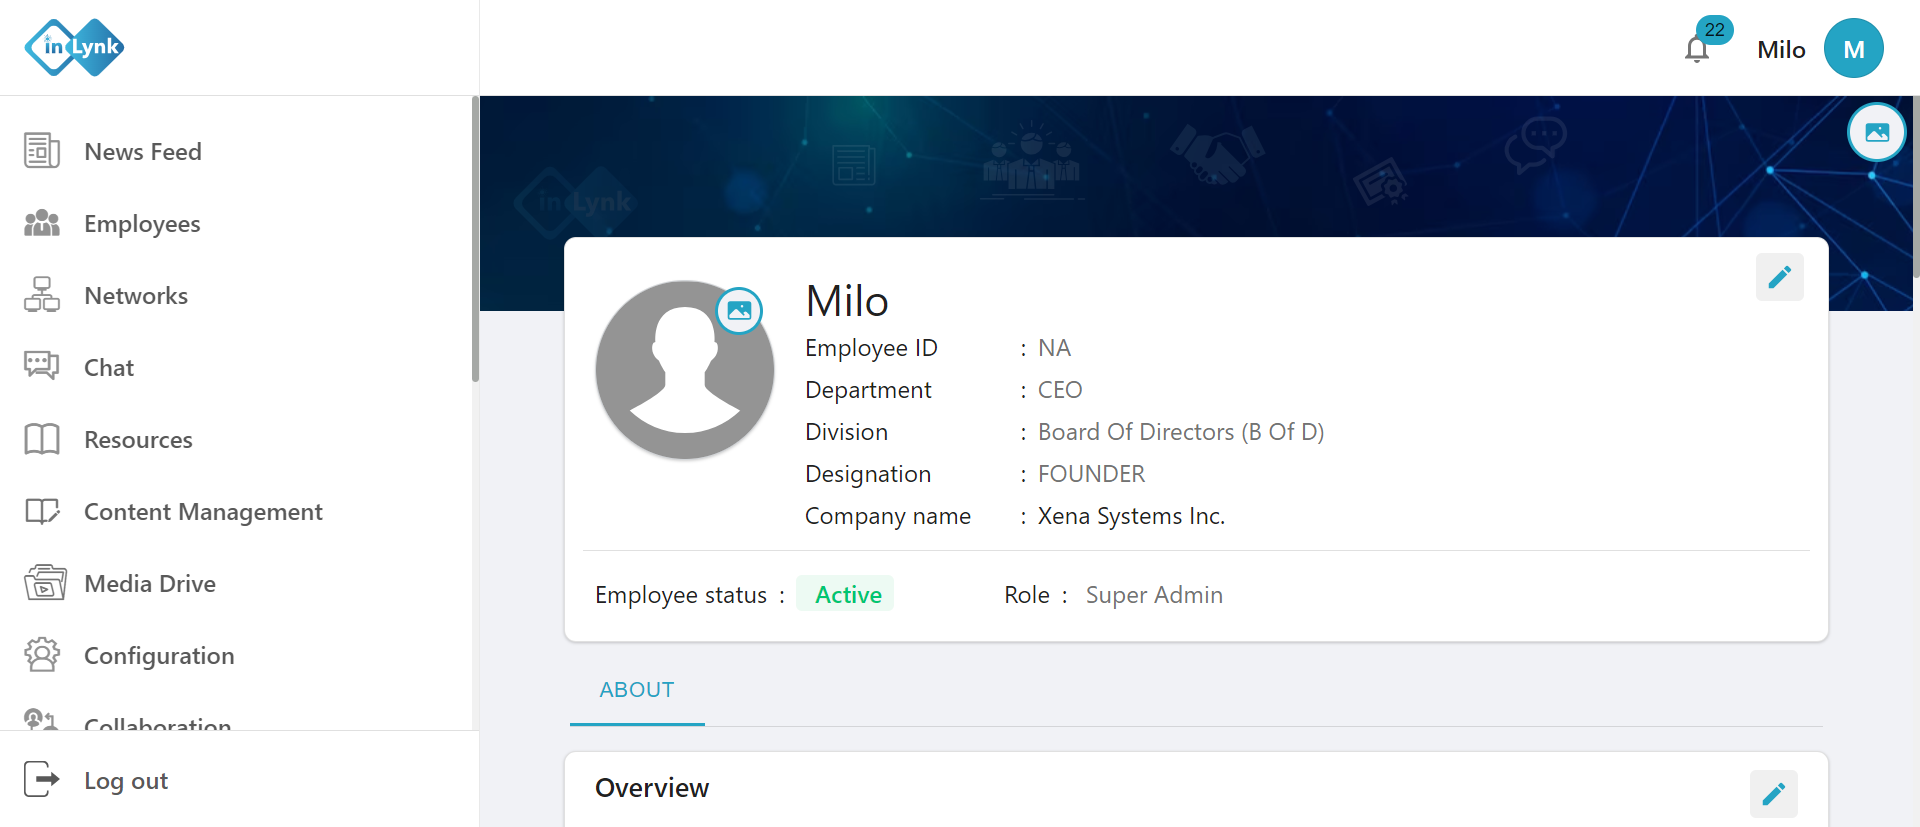 inLynk
22
Milo
M
News Feed
Employees
Networks
Chat
Resources
Content Management
Media Drive
Configuration
Collaboration
Log out
inLynk
Milo
Employee ID : NA
Department : CEO
Division : Board Of Directors (B Of D)
Designation : FOUNDER
Company name : Xena Systems Inc.
Employee status : Active Role : Super Admin
ABOUT
Overview